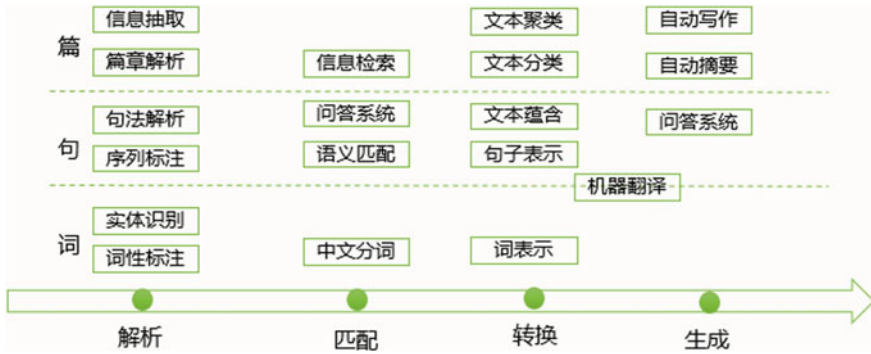 信息抽取 文本聚类 自动写作
篇
篇章解析 信息检索 文本分类 自动摘要
句法解析 问答系统 文本蕴含 问答系统
句
序列标注 语义匹配 句子表示
机器翻译
实体识别
词
词性标注 中文分词 词表示
解析 匹配 转换 生成